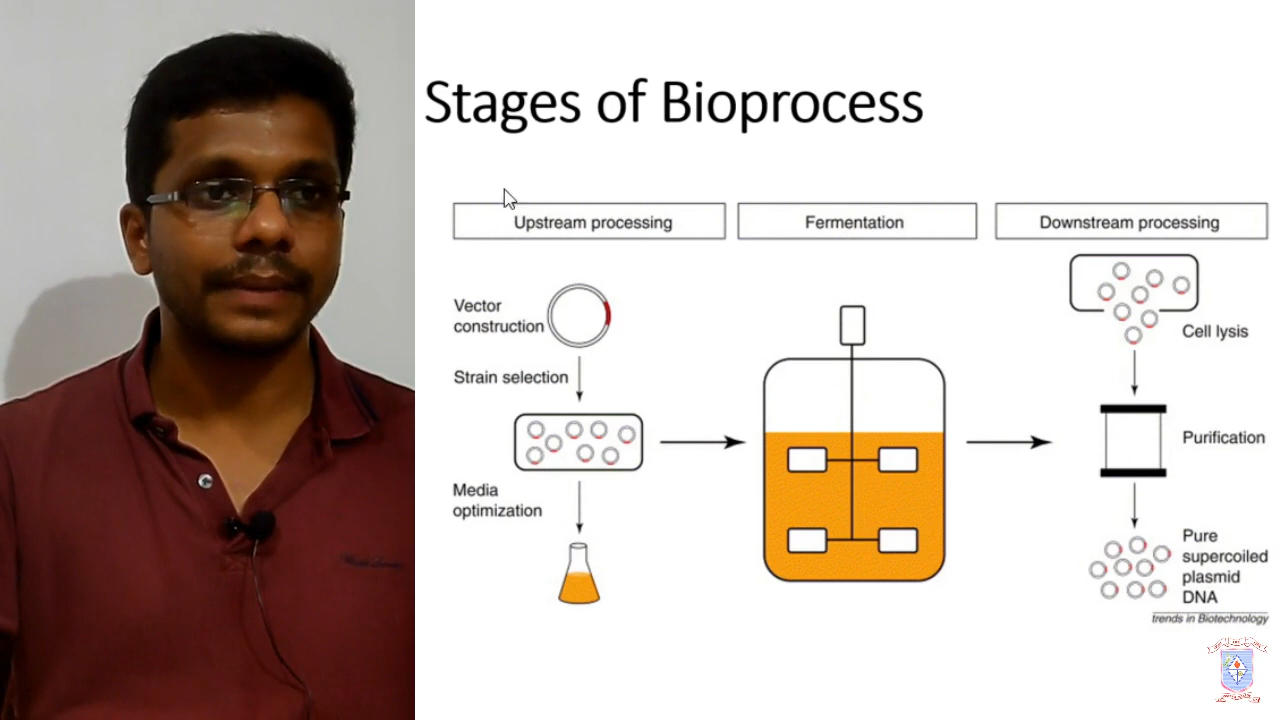 Stages of Bioprocess
Upstream processing
Fermentation
Downstream processing
Vector
construction
Strain selection
Media
optimization
Cell lysis
Purification
Pure
supercoiled
plasmid
DNA
trends in Biotechnology